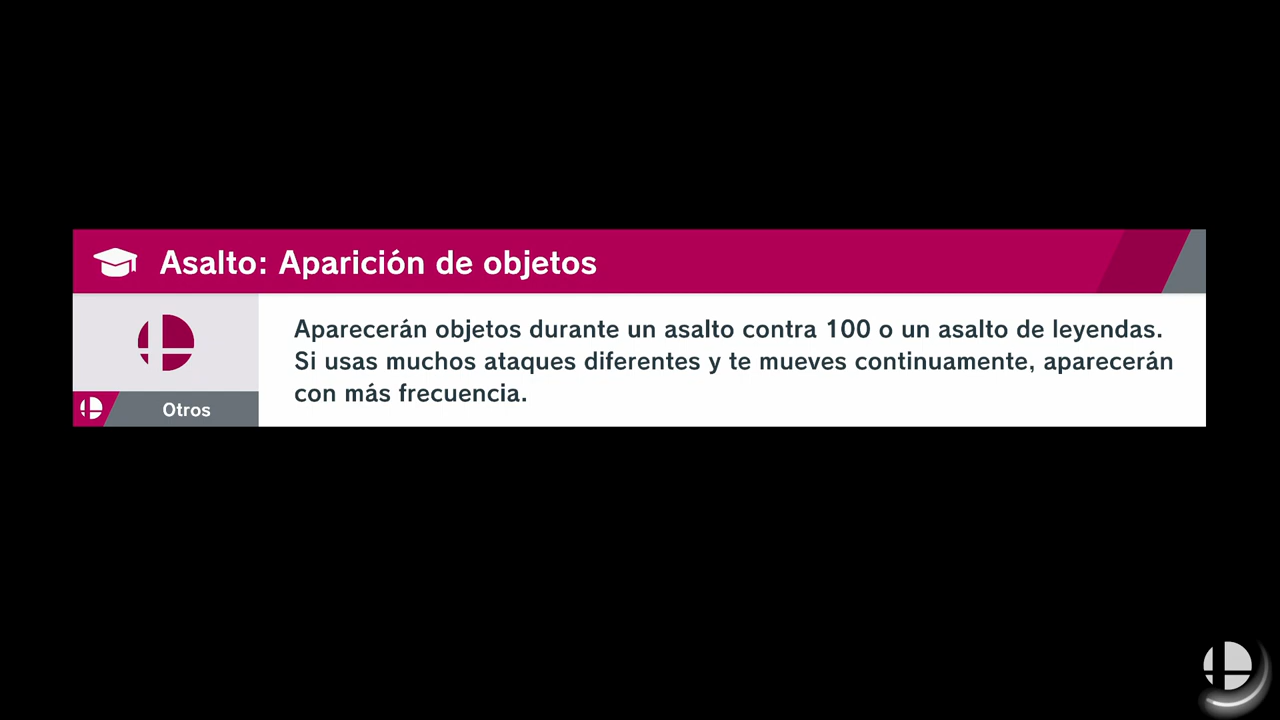 Asalto: Aparición de objetos
Aparecerán objetos durante un asalto contra 100 o un asalto de leyendas.
Si usas muchos ataques diferentes y te mueves continuamente, aparecerán
con más frecuencia.
Otros